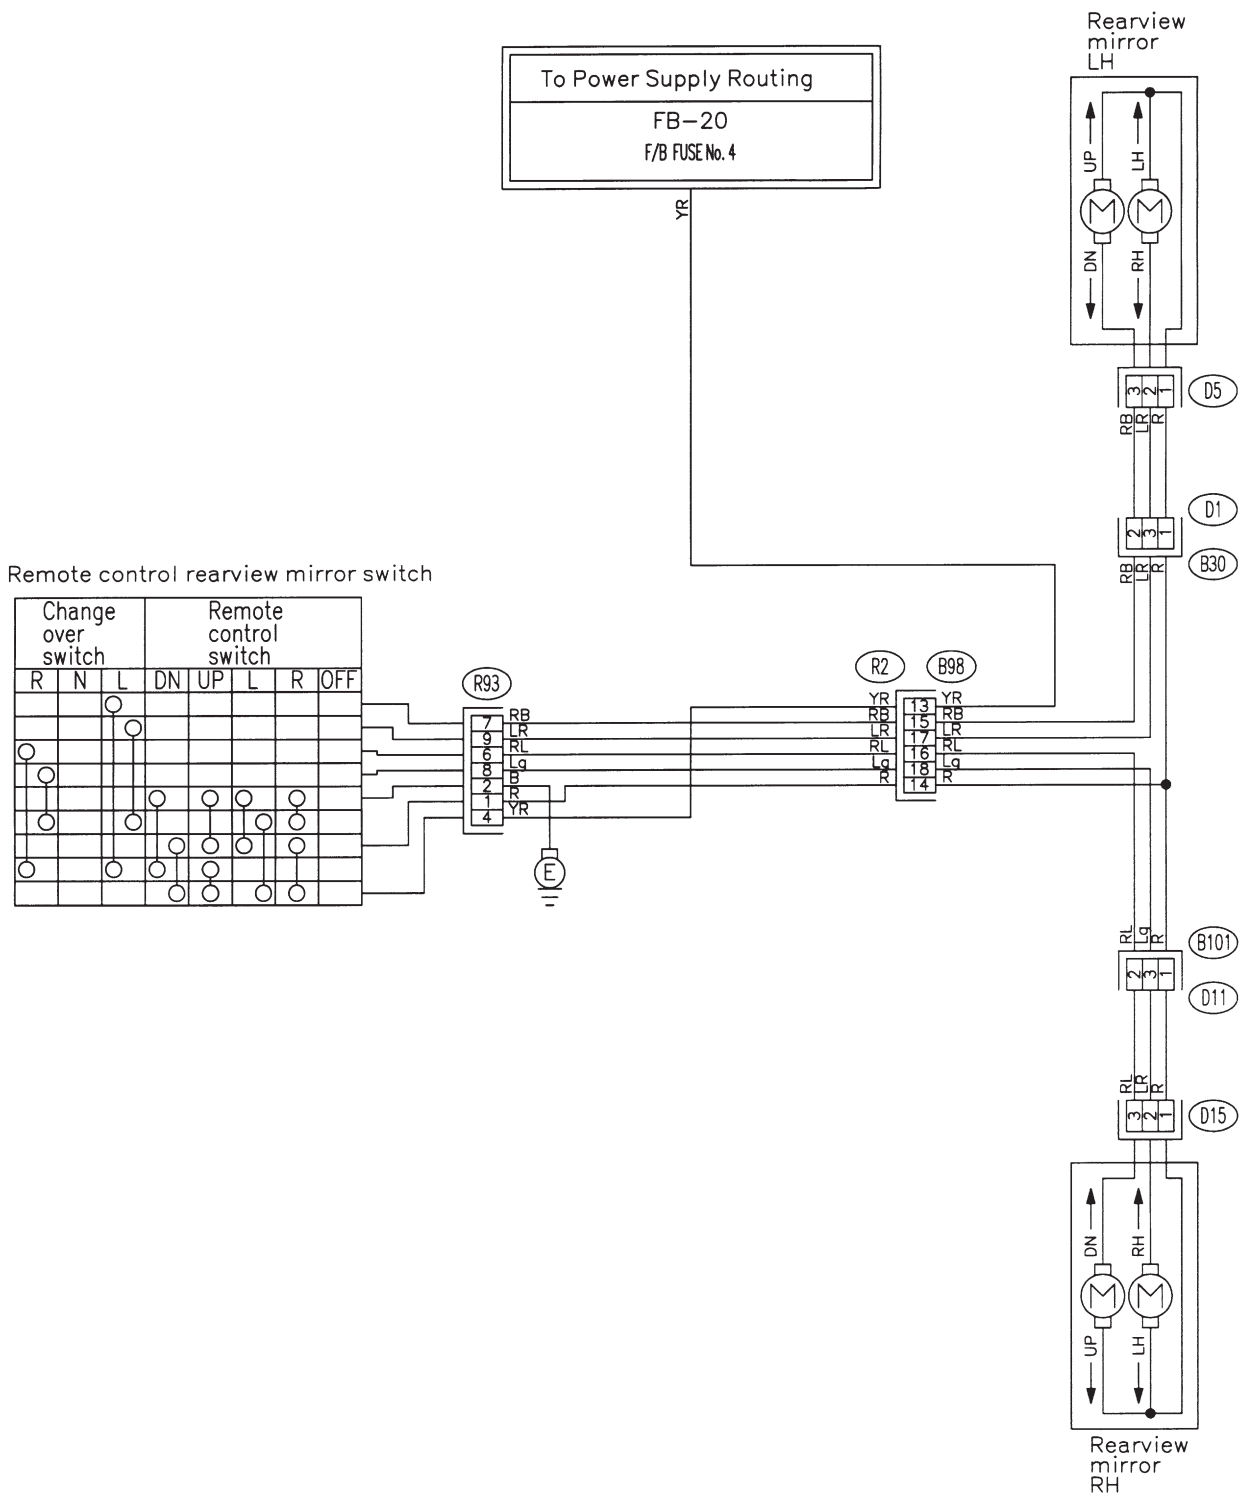 Rearview
mirror
LH
To Power Supply Routing
FB-20
F/B FUSE No. 4
YR
UP
LH
M
M
DN
RH
3 2 1
D5
RB LR R
D1
2 3 1
B30
RB LR R
Remote control rearview mirror switch
Change
over
switch
Remote
control
switch
R N L DN UP L R OFF
R93
7 RB
9 LR
6 RL
8 Lg
2 B
1 R
4 YR
E
R2
B98
YR 13 YR
RB 15 RB
LR 17 LR
RL 16 RL
Lg 18 Lg
R 14 R
RL Lg R
B101
2 3 1
D11
RL LR R
3 2 1
D15
DN
RH
M
M
UP
LH
Rearview
mirror
RH